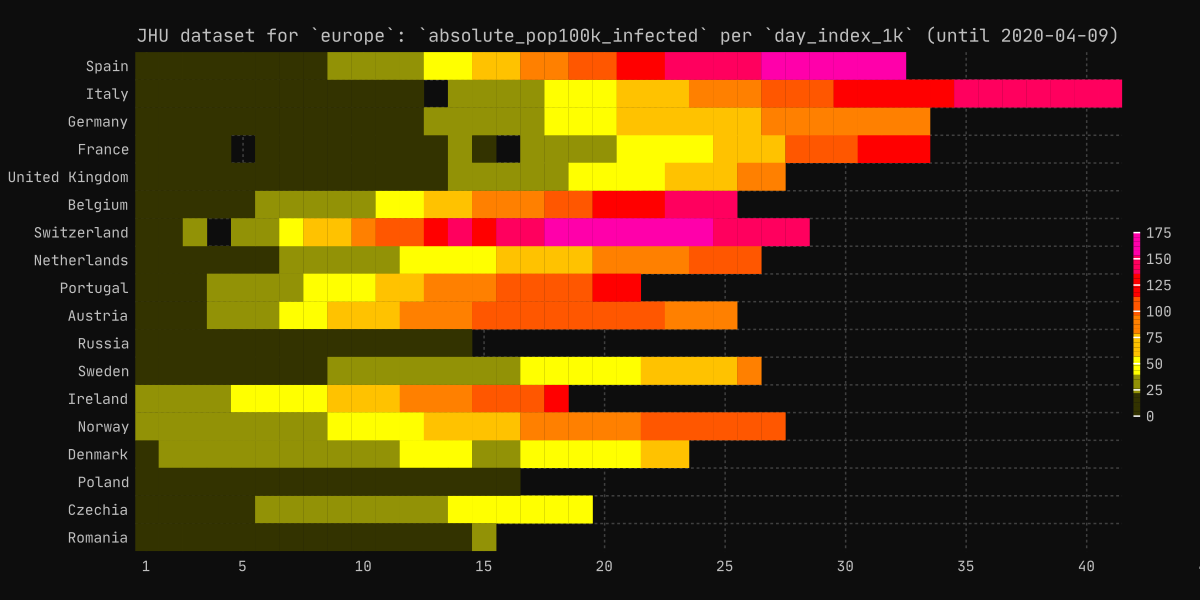 JHU dataset for `europe`: `absolute_pop100k_infected` per `day_index_1k` (until 2020-04-09)
Spain
Italy
Germany
France
United Kingdom
Belgium
Switzerland
Netherlands
Portugal
Austria
Russia
Sweden
Ireland
Norway
Denmark
Poland
Czechia
Romania
175
150
125
100
75
50
25
0
1 5 10 15 20 25 30 35 40